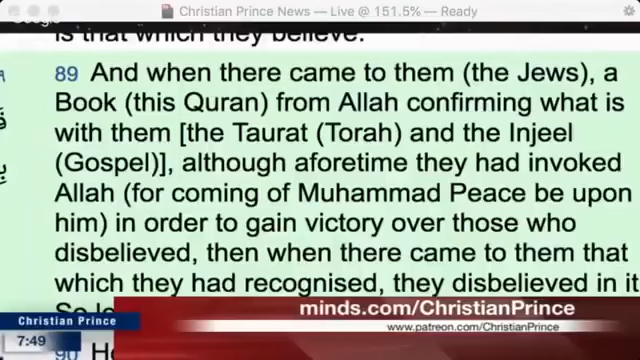 Christian Prince News — Live @ 151.5% — Ready
is that which they believe.
89 And when there came to them (the Jews), a
Book (this Quran) from Allah confirming what is
with them [the Taurat (Torah) and the Injeel
(Gospel)], although aforetime they had invoked
Allah (for coming of Muhammad Peace be upon
him) in order to gain victory over those who
disbelieved, then when there came to them that
which they had recognised, they disbelieved in it
minds.com/ChristianPrince
Christian Prince
www.patreon.com/ChristianPrince
7:49
90